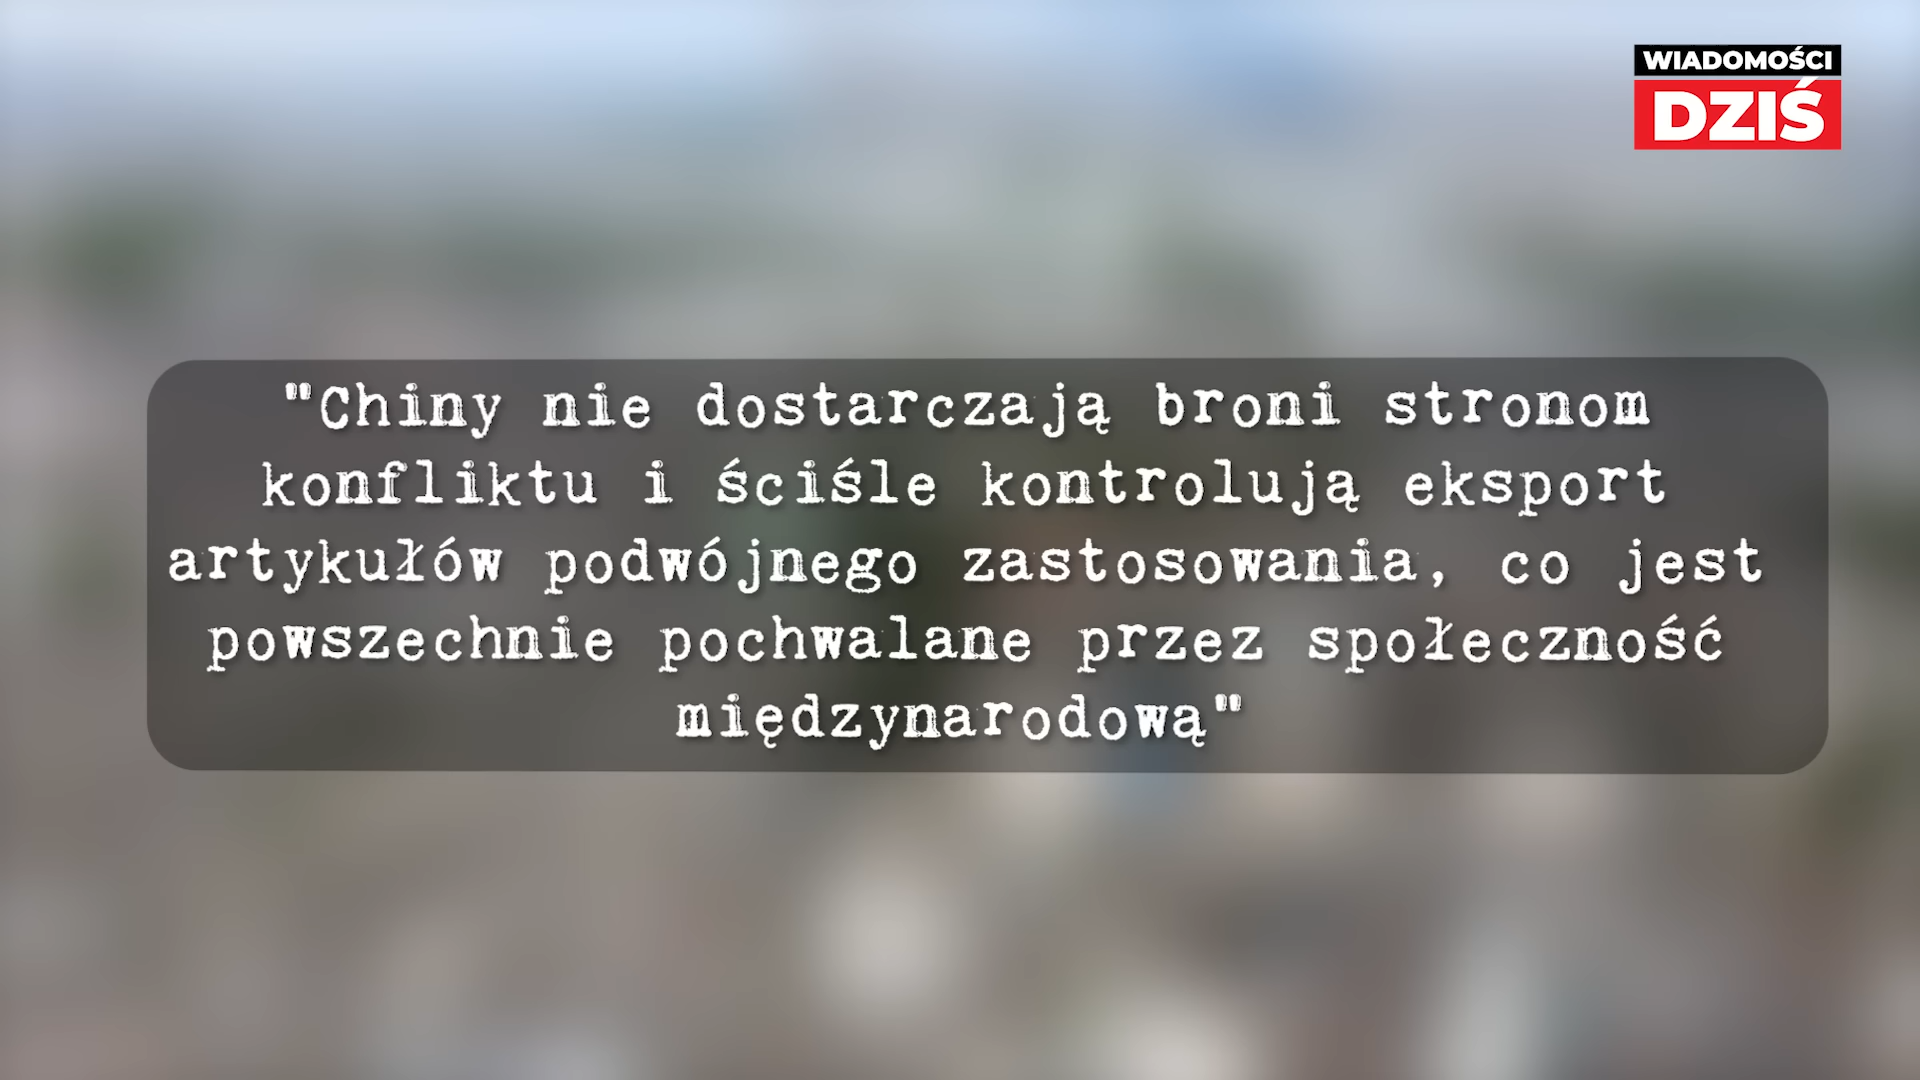 WIADOMOŚCI
DZIŚ
"Chiny nie dostarczają broni stronom
konfliktu i ściśle kontrolują eksport
artykułów podwójnego zastosowania, co jest
powszechnie pochwalane przez społeczność
międzynarodową"